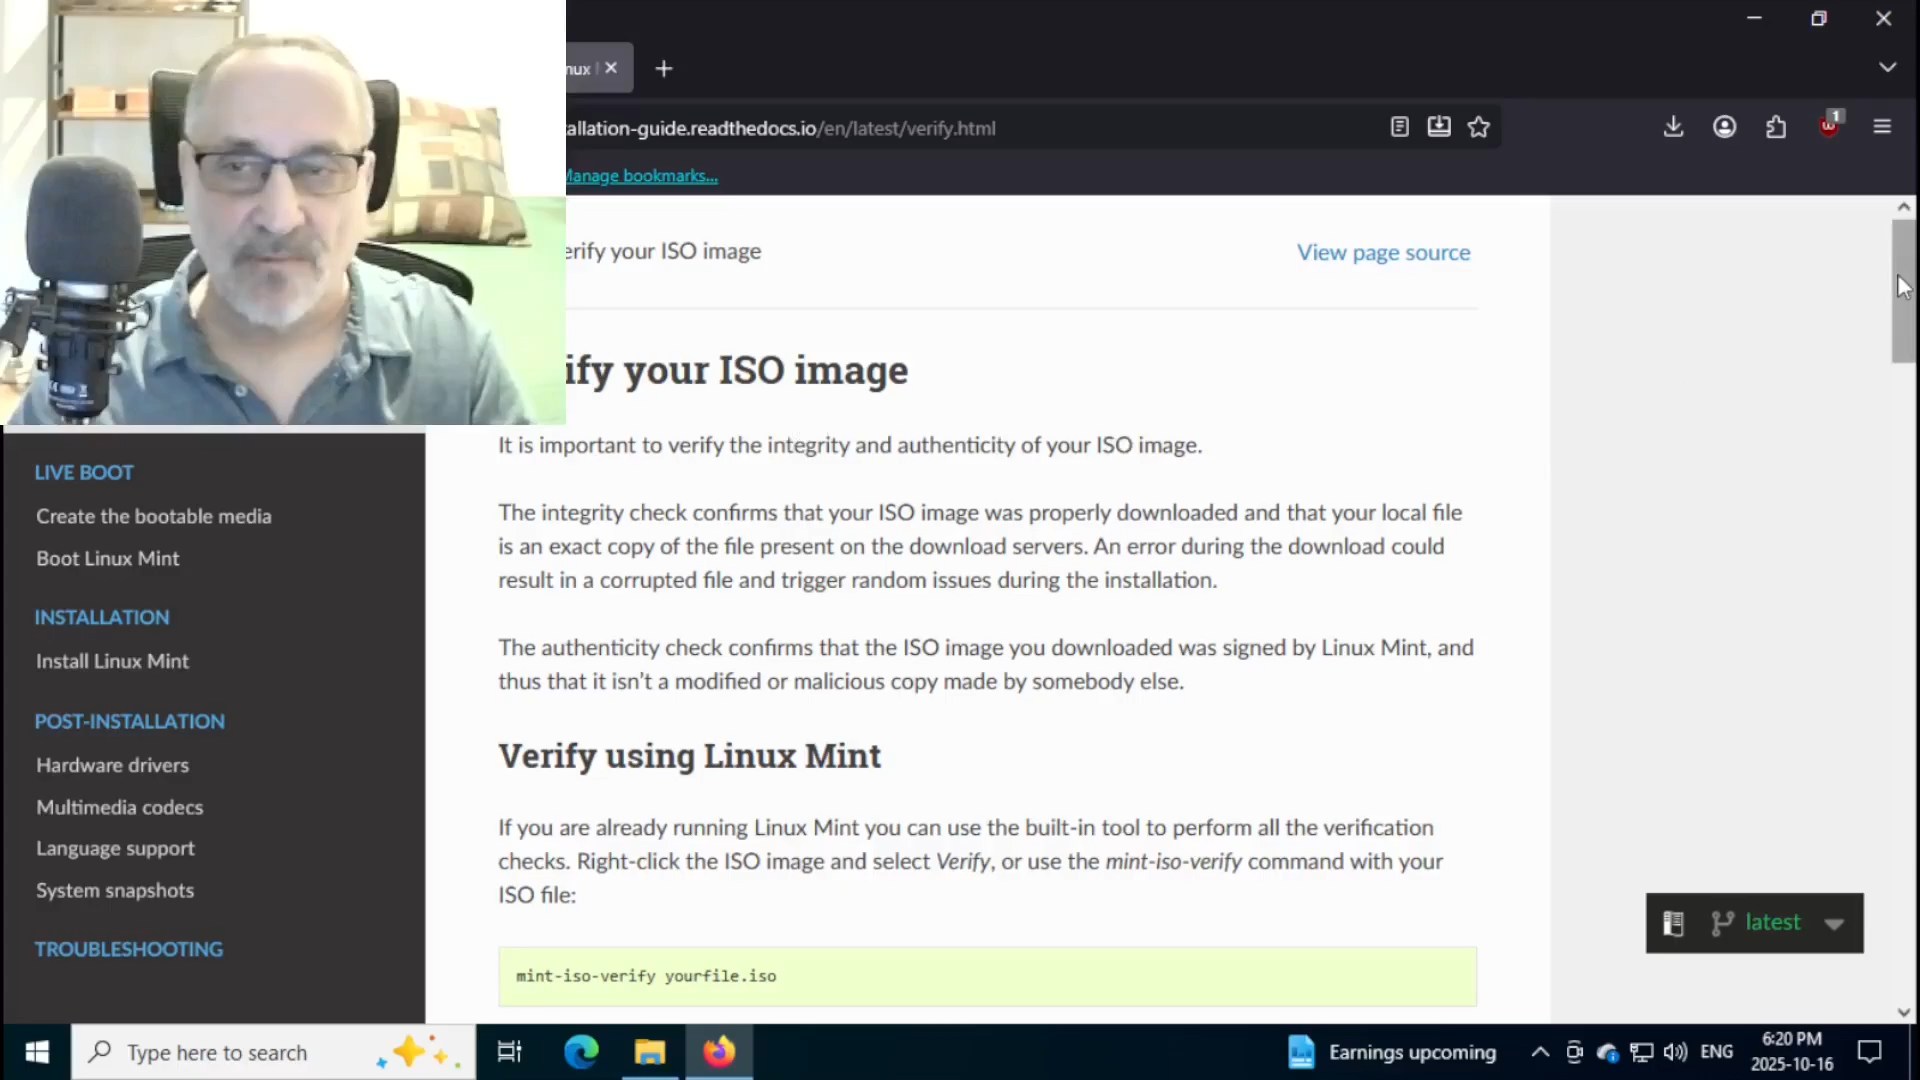 nux
allation-guide.readthedocs.io/en/latest/verify.html
1
Manage bookmarks...
erify your ISO image
View page source
ify your ISO image
It is important to verify the integrity and authenticity of your ISO image.
The integrity check confirms that your ISO image was properly downloaded and that your local file
is an exact copy of the file present on the download servers. An error during the download could
result in a corrupted file and trigger random issues during the installation.
The authenticity check confirms that the ISO image you downloaded was signed by Linux Mint, and
thus that it isn't a modified or malicious copy made by somebody else.
Verify using Linux Mint
If you are already running Linux Mint you can use the built-in tool to perform all the verification
checks. Right-click the ISO image and select Verify, or use the mint-iso-verify command with your
ISO file:
mint-iso-verify yourfile.iso
LIVE BOOT
Create the bootable media
Boot Linux Mint
INSTALLATION
Install Linux Mint
POST-INSTALLATION
Hardware drivers
Multimedia codecs
Language support
System snapshots
TROUBLESHOOTING
latest
Type here to search
Earnings upcoming
ENG
6:20 PM
2025-10-16